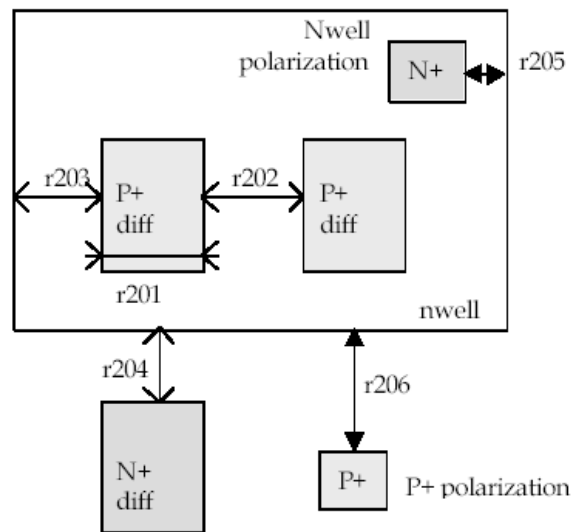 Nwell
polarization
N+
r205
r203
P+
diff
r202
P+
diff
r201
nwell
r204
r206
N+
diff
P+
P+ polarization